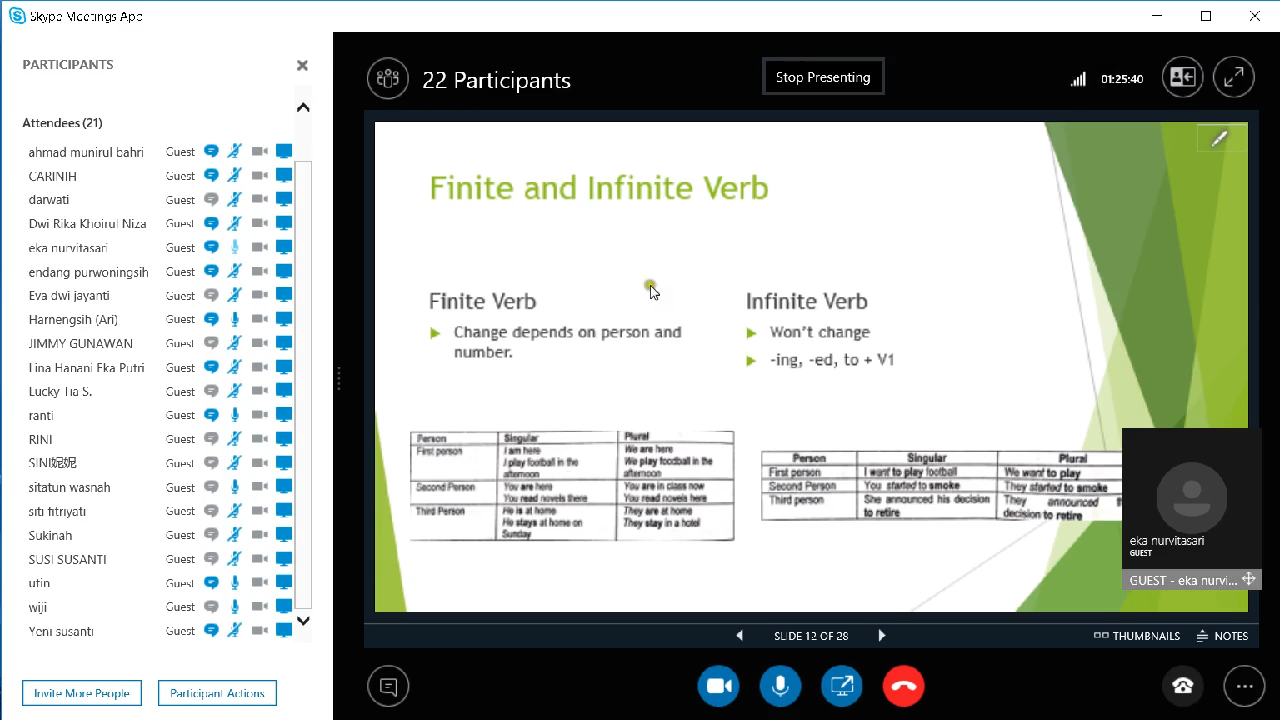 Skype Meetings App
PARTICIPANTS
Attendees (21)
ahmad munirul bahri Guest
CARINIH Guest
darwati Guest
Dwi Rika Khoirul Niza Guest
eka nurvitasari Guest
endang purwoningsih Guest
Eva dwi jayanti Guest
Harnengsih (Ari) Guest
JIMMY GUNAWAN Guest
Lina Hanani Eka Putri Guest
Lucky Tia S. Guest
ranti Guest
RINI Guest
SINI妮妮 Guest
sitatun wasnah Guest
siti fitriyati Guest
Sukinah Guest
SUSI SUSANTI Guest
utin Guest
wiji Guest
Yeni susanti Guest
Invite More People Participant Actions
22 Participants
Stop Presenting
01:25:40
Finite and Infinite Verb
Finite Verb
Change depends on person and
number.
Infinite Verb
Won't change
-ing, -ed, to + V1
Person Singular Plural
First person I am here We are here
I play football in the We play football in the
afternoon afternoon
Second Person You are here You are in class now
You read novels there You read novels here
Third Person He is at home They are at home
He stays at home on They stay in a hotel
Sunday
Person Singular Plural
First person I want to play football We want to play
Second Person You started to smoke They started to smoke
Third person She announced his decision They announced
to retire decision to retire
eka nurvitasari
GUEST
GUEST - eka nurvi...
SLIDE 12 OF 28
THUMBNAILS NOTES